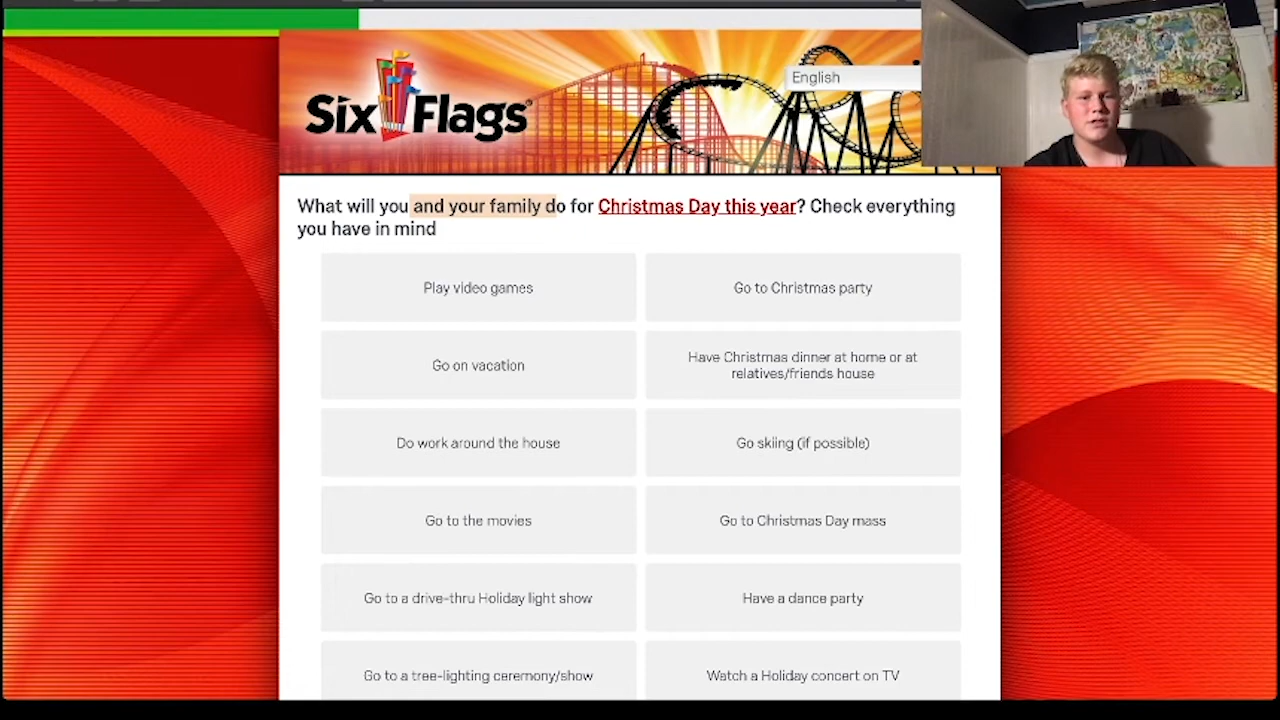 Six Flags
English
What will you and your family do for Christmas Day this year? Check everything
you have in mind
Play video games
Go to Christmas party
Go on vacation
Have Christmas dinner at home or at
relatives/friends house
Do work around the house
Go skiing (if possible)
Go to the movies
Go to Christmas Day mass
Go to a drive-thru Holiday light show
Have a dance party
Go to a tree-lighting ceremony/show
Watch a Holiday concert on TV